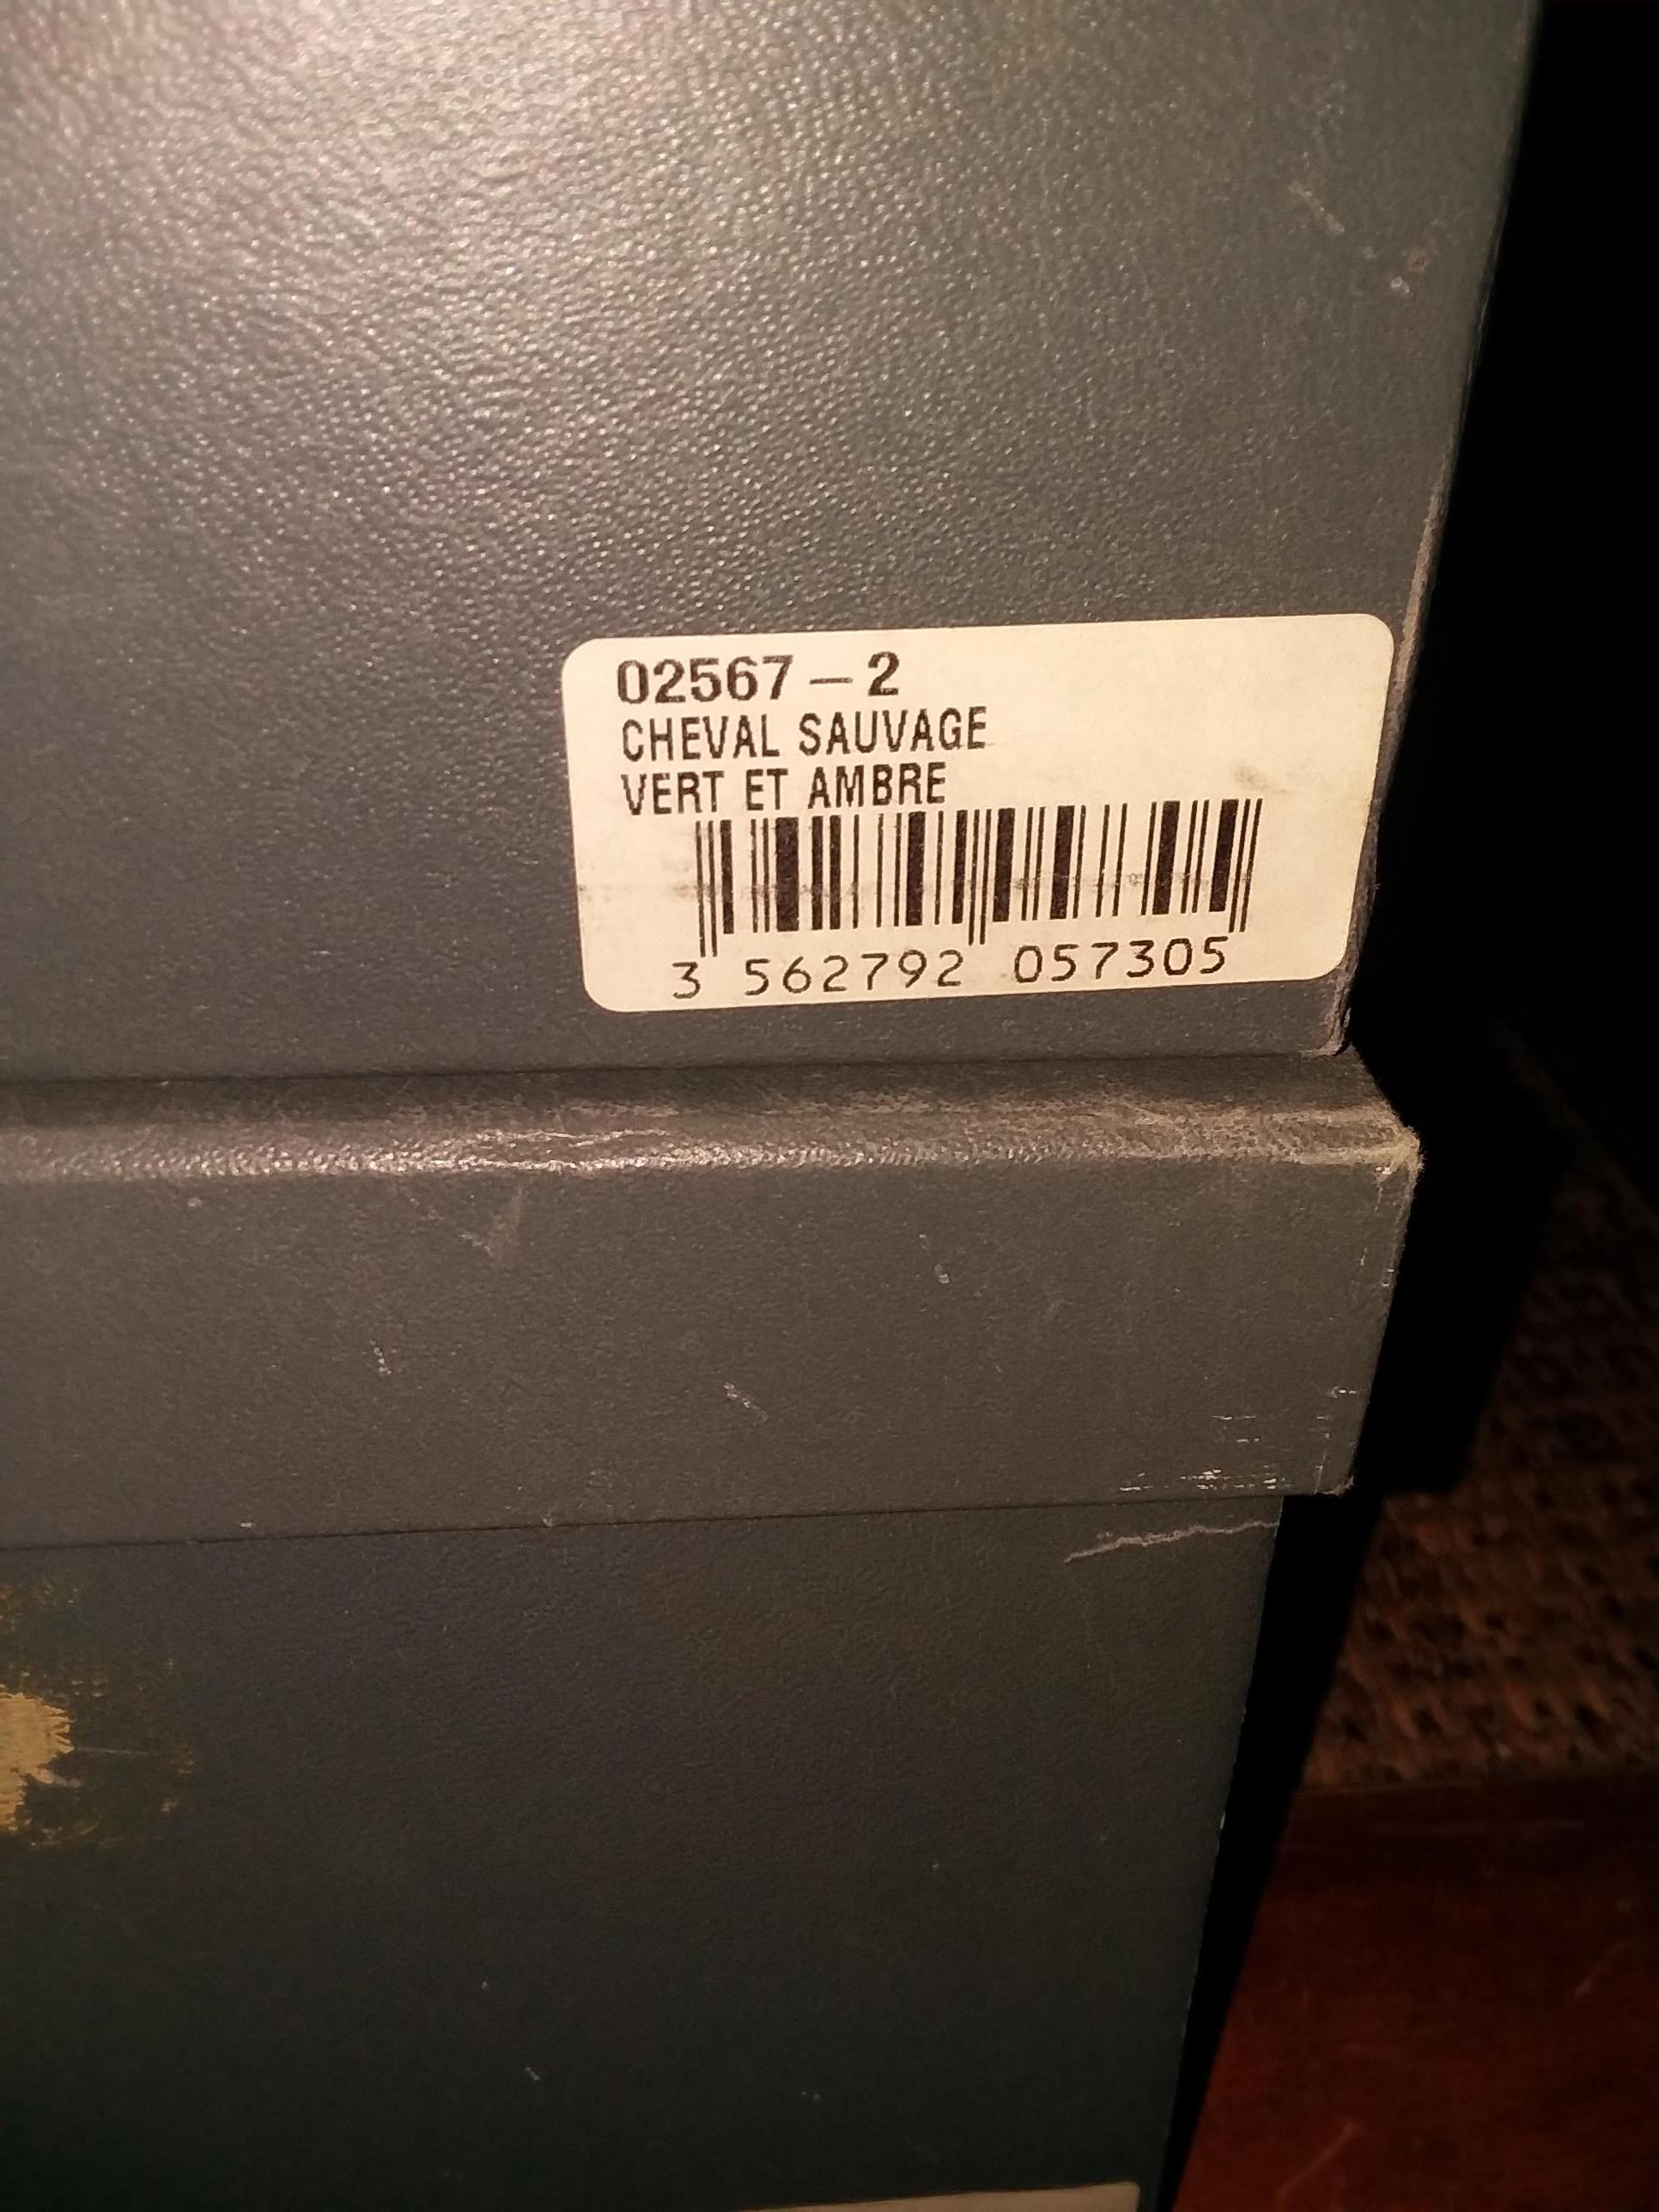 02567-2
CHEVAL SAUVAGE
VERT ET AMBRE
3 562792 057305